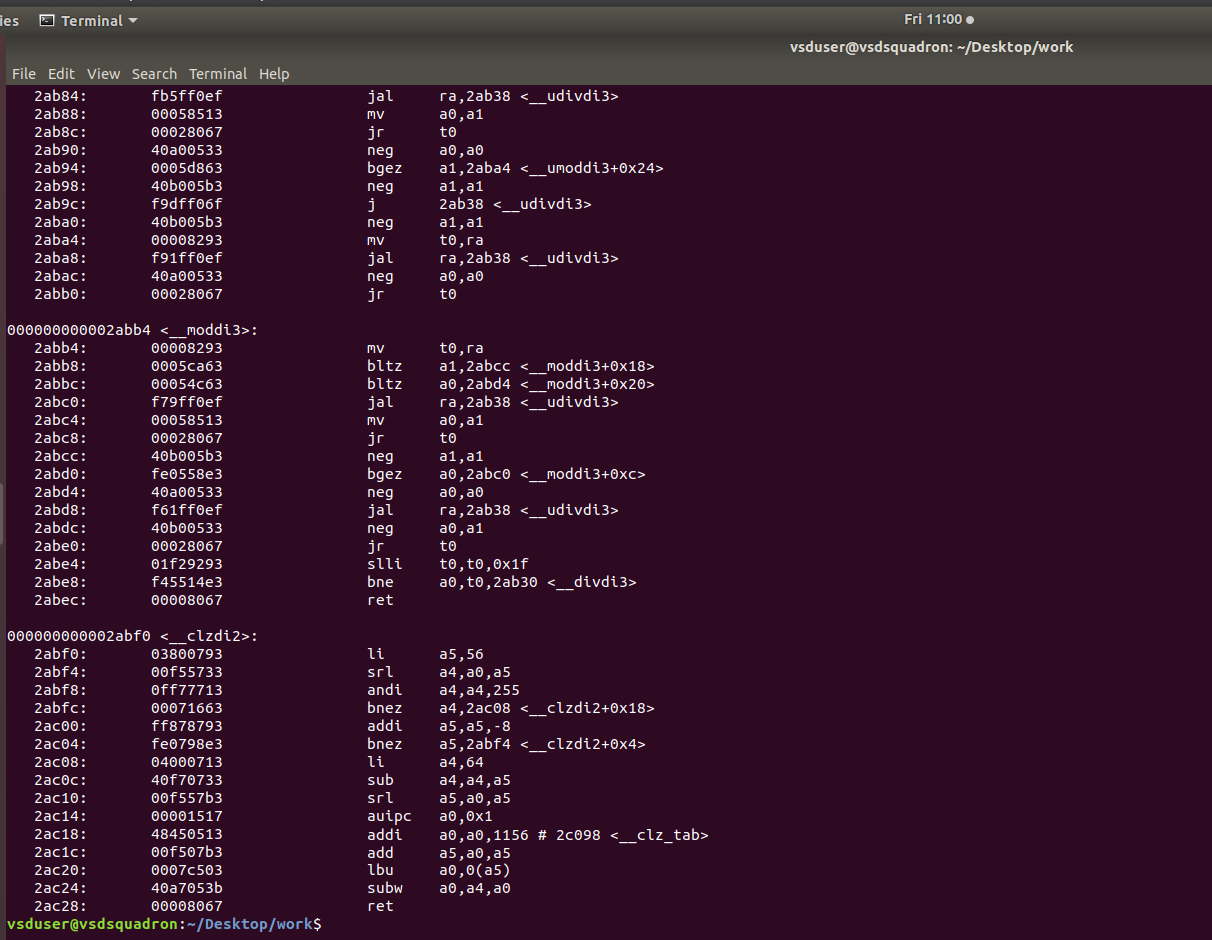 ies Terminal Fri 11:00
vsduser@vsdsquadron: ~/Desktop/work
File Edit View Search Terminal Help
2ab84: fb5ff0ef jal ra,2ab38 <__udivdi3>
2ab88: 00058513 mv a0,a1
2ab8c: 00028067 jr t0
2ab90: 40a00533 neg a0,a0
2ab94: 0005d863 bgez a1,2aba4 <__umoddi3+0x24>
2ab98: 40b005b3 neg a1,a1
2ab9c: f9dff06f j 2ab38 <__udivdi3>
2aba0: 40b005b3 neg a1,a1
2aba4: 00008293 mv t0,ra
2aba8: f91ff0ef jal ra,2ab38 <__udivdi3>
2abac: 40a00533 neg a0,a0
2abb0: 00028067 jr t0
000000000002abb4 <__moddi3>:
2abb4: 00008293 mv t0,ra
2abb8: 0005ca63 bltz a1,2abcc <__moddi3+0x18>
2abbc: 00054c63 bltz a0,2abd4 <__moddi3+0x20>
2abc0: f79ff0ef jal ra,2ab38 <__udivdi3>
2abc4: 00058513 mv a0,a1
2abc8: 00028067 jr t0
2abcc: 40b005b3 neg a1,a1
2abd0: fe0558e3 bgez a0,2abc0 <__moddi3+0xc>
2abd4: 40a00533 neg a0,a0
2abd8: f61ff0ef jal ra,2ab38 <__udivdi3>
2abdc: 40b00533 neg a0,a1
2abe0: 00028067 jr t0
2abe4: 01f29293 slli t0,t0,0x1f
2abe8: f45514e3 bne a0,t0,2ab30 <__divdi3>
2abec: 00008067 ret
000000000002abf0 <__clzdi2>:
2abf0: 03800793 li a5,56
2abf4: 00f55733 srl a4,a0,a5
2abf8: 0ff77713 andi a4,a4,255
2abfc: 00071663 bnez a4,2ac08 <__clzdi2+0x18>
2ac00: ff878793 addi a5,a5,-8
2ac04: fe0798e3 bnez a5,2abf4 <__clzdi2+0x4>
2ac08: 04000713 li a4,64
2ac0c: 40f70733 sub a4,a4,a5
2ac10: 00f557b3 srl a5,a0,a5
2ac14: 00001517 auipc a0,0x1
2ac18: 48450513 addi a0,a0,1156 # 2c098 <__clz_tab>
2ac1c: 00f507b3 add a5,a0,a5
2ac20: 0007c503 lbu a0,0(a5)
2ac24: 40a7053b subw a0,a4,a0
2ac28: 00008067 ret
vsduser@vsdsquadron:~/Desktop/work$